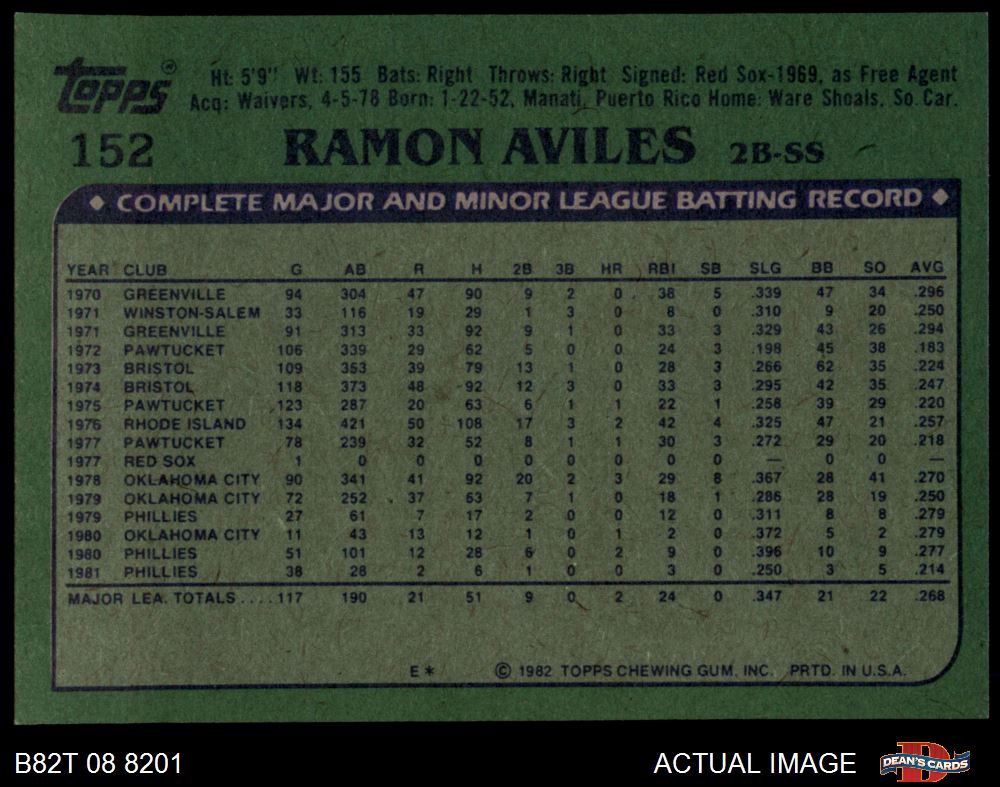 Topps® Ht: 5'9" Wt: 155 Bats: Right Throws: Right Signed: Red Sox-1969, as Free Agent
Acq: Waivers, 4-5-78 Born: 1-22-52, Manati, Puerto Rico Home: Ware Shoals, So. Car.
152 RAMON AVILES 2B-SS
◆ COMPLETE MAJOR AND MINOR LEAGUE BATTING RECORD ◆
YEAR CLUB G AB R H 2B 3B HR RBI SB SLG BB SO AVG
1970 GREENVILLE 94 304 47 90 9 2 0 38 5 .339 47 34 .296
1971 WINSTON-SALEM 33 116 19 29 1 3 0 8 0 .310 9 20 .250
1971 GREENVILLE 91 313 33 92 9 1 0 33 3 .329 43 26 .294
1972 PAWTUCKET 106 339 29 62 5 0 0 24 3 .198 45 38 .183
1973 BRISTOL 109 353 39 79 13 1 0 28 3 .266 62 35 .224
1974 BRISTOL 118 373 48 92 12 3 0 33 3 .295 42 35 .247
1975 PAWTUCKET 123 287 20 63 6 1 1 22 1 .258 39 29 .220
1976 RHODE ISLAND 134 421 50 108 17 3 2 42 4 .325 47 21 .257
1977 PAWTUCKET 78 239 32 52 8 1 1 30 3 .272 29 20 .218
1977 RED SOX 1 0 0 0 0 0 0 0 0 — 0 0 —
1978 OKLAHOMA CITY 90 341 41 92 20 2 3 29 8 .367 28 41 .270
1979 OKLAHOMA CITY 72 252 37 63 7 1 0 18 1 .286 28 19 .250
1979 PHILLIES 27 61 7 17 2 0 0 12 0 .311 8 8 .279
1980 OKLAHOMA CITY 11 43 13 12 1 0 1 2 0 .372 5 2 .279
1980 PHILLIES 51 101 12 28 6 0 2 9 0 .396 10 9 .277
1981 PHILLIES 38 28 2 6 1 0 0 3 0 .250 3 5 .214
MAJOR LEA. TOTALS....117 190 21 51 9 0 2 24 0 .347 21 22 .268
E* © 1982 TOPPS CHEWING GUM, INC. PRTD. IN U.S.A.
B82T 08 8201 ACTUAL IMAGE D DEAN'S CARDS